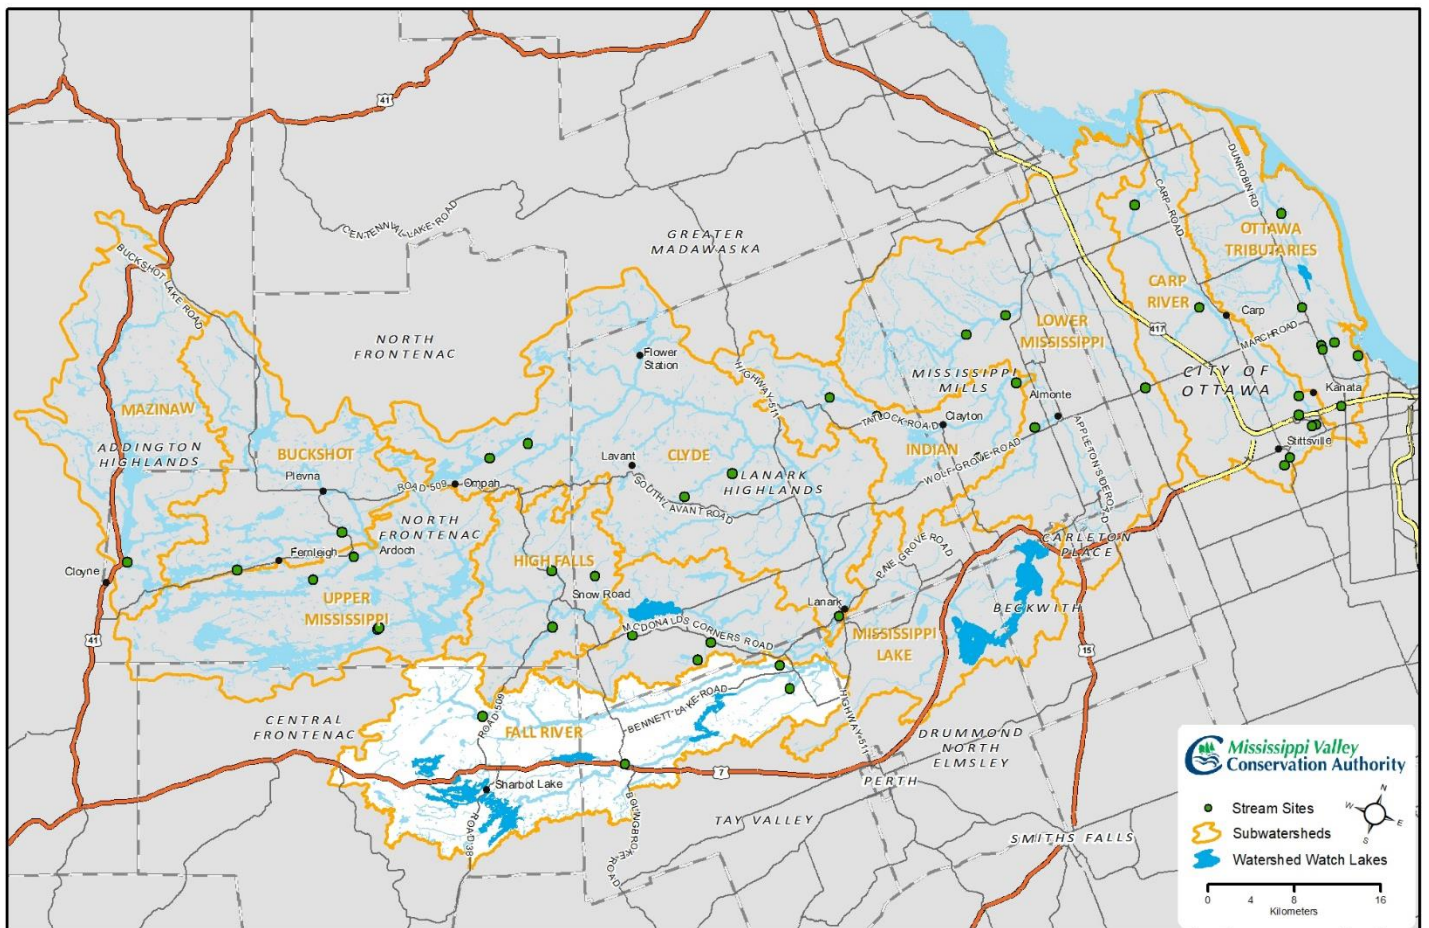 41
CENTENNIAL LAKE ROAD
DUNROBIN RD
CARP ROAD
BUCKSHOT LAKE ROAD
GREATER
MADAWASKA
OTTAWA
TRIBUTARIES
CARP
RIVER
Carp
NORTH
FRONTENAC
LOWER
MISSISSIPPI
417
MARCH ROAD
Flower
Station
HIGHWAY-511
MISSISSIPPI
MILLS
CITY OF
OTTAWA
Kanata
MAZINAW
Almonte
TATLOCK ROAD
Clayton
APPLETON SIDEROAD
ADDINGTON
HIGHLANDS
BUCKSHOT
Lavant
CLYDE
INDIAN
WOLF GROVE ROAD
Stittsville
Plevna
ROAD 509
Ompah
LANARK
HIGHLANDS
SOUTH LAVANT ROAD
NORTH
FRONTENAC
Fernleigh
Ardoch
HIGH FALLS
PINE GROVE ROAD
CARLETON
PLACE
Cloyne
Snow Road
UPPER
MISSISSIPPI
Lanark
BECKWITH
MCDONALDS CORNERS ROAD
MISSISSIPPI
LAKE
41
15
ROAD 509
BENNETT LAKE ROAD
HIGHWAY-511
CENTRAL
FRONTENAC
FALL RIVER
DRUMMOND
NORTH
ELMSLEY
7
PERTH
Sharbot Lake
ROAD 38
BOLINGBROKE ROAD
TAY VALLEY
SMITHS FALLS
Mississippi Valley
Conservation Authority
Stream Sites
Subwatersheds
Watershed Watch Lakes
N
W
E
S
0 4 8 16
Kilometers